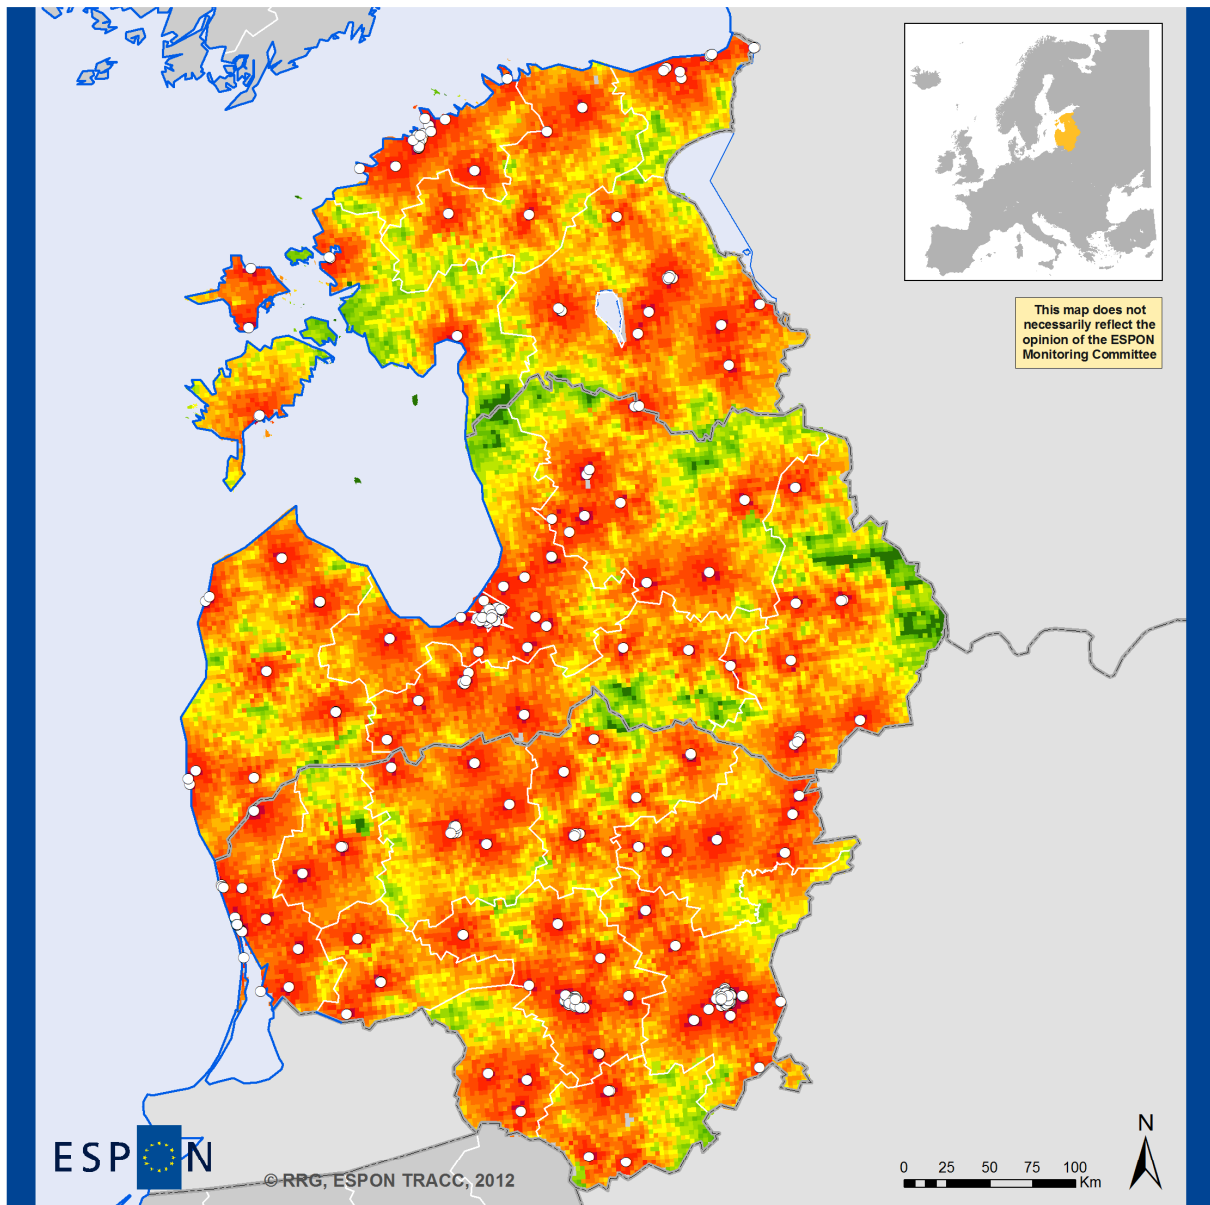 This map does not
necessarily reflect the
opinion of the ESPON
Monitoring Committee
ESPON
© RRG, ESPON TRACC, 2012
N
0 25 50 75 100
Km